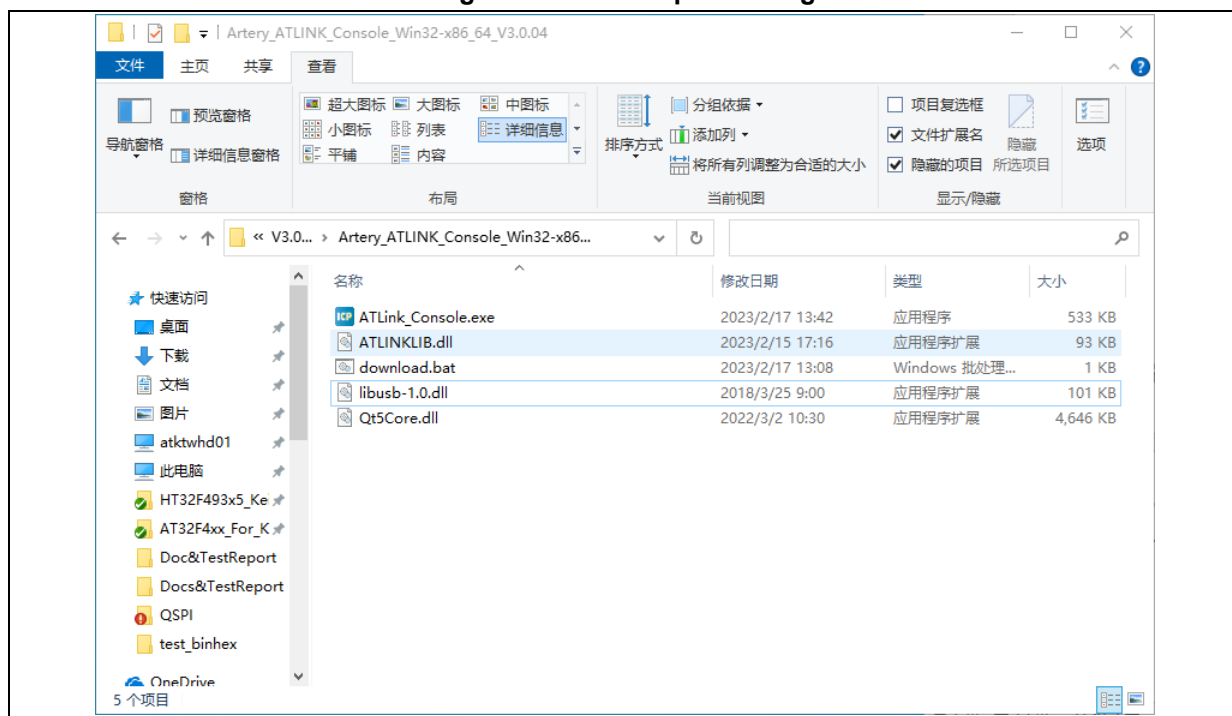 Artery_ATLINK_Console_Win32-x86_64_V3.0.04
文件 主页 共享 查看
导航窗格
预览窗格
详细信息窗格
窗格
超大图标 大图标 中图标
小图标 列表 详细信息
平铺 内容
布局
排序方式
分组依据
添加列
将所有列调整为合适的大小
当前视图
项目复选框
文件扩展名
隐藏的项目
隐藏
所选项目
显示/隐藏
选项
« V3.0... › Artery_ATLINK_Console_Win32-x86...
快速访问
桌面
下载
文档
图片
atktwhd01
此电脑
HT32F493x5_Kei
AT32F4xx_For_K
Doc&TestReport
Docs&TestReport
QSPI
test_binhex
OneDrive
名称 修改日期 类型 大小
ICP ATLink_Console.exe 2023/2/17 13:42 应用程序 533 KB
ATLINKLIB.dll 2023/2/15 17:16 应用程序扩展 93 KB
download.bat 2023/2/17 13:08 Windows 批处理... 1 KB
libusb-1.0.dll 2018/3/25 9:00 应用程序扩展 101 KB
Qt5Core.dll 2022/3/2 10:30 应用程序扩展 4,646 KB
5 个项目